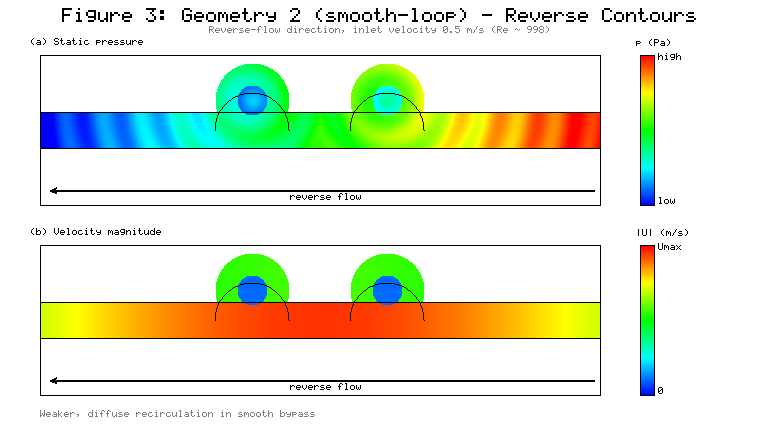 Figure 3: Geometry 2 (smooth-loop) - Reverse Contours
Reverse-flow direction, inlet velocity 0.5 m/s (Re ~ 998)
(a) Static pressure
p (Pa)
high
low
reverse flow
(b) Velocity magnitude
|U| (m/s)
Umax
0
reverse flow
Weaker, diffuse recirculation in smooth bypass